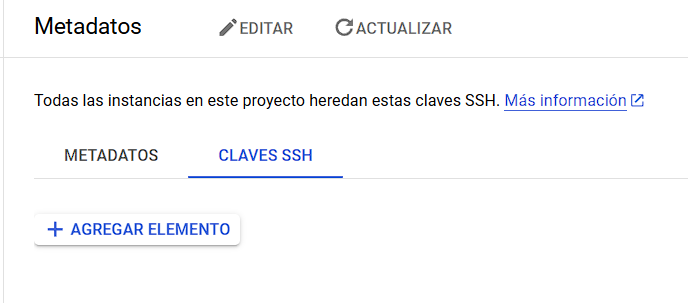 Metadatos EDITAR ACTUALIZAR
Todas las instancias en este proyecto heredan estas claves SSH. Más información
METADATOS CLAVES SSH
AGREGAR ELEMENTO